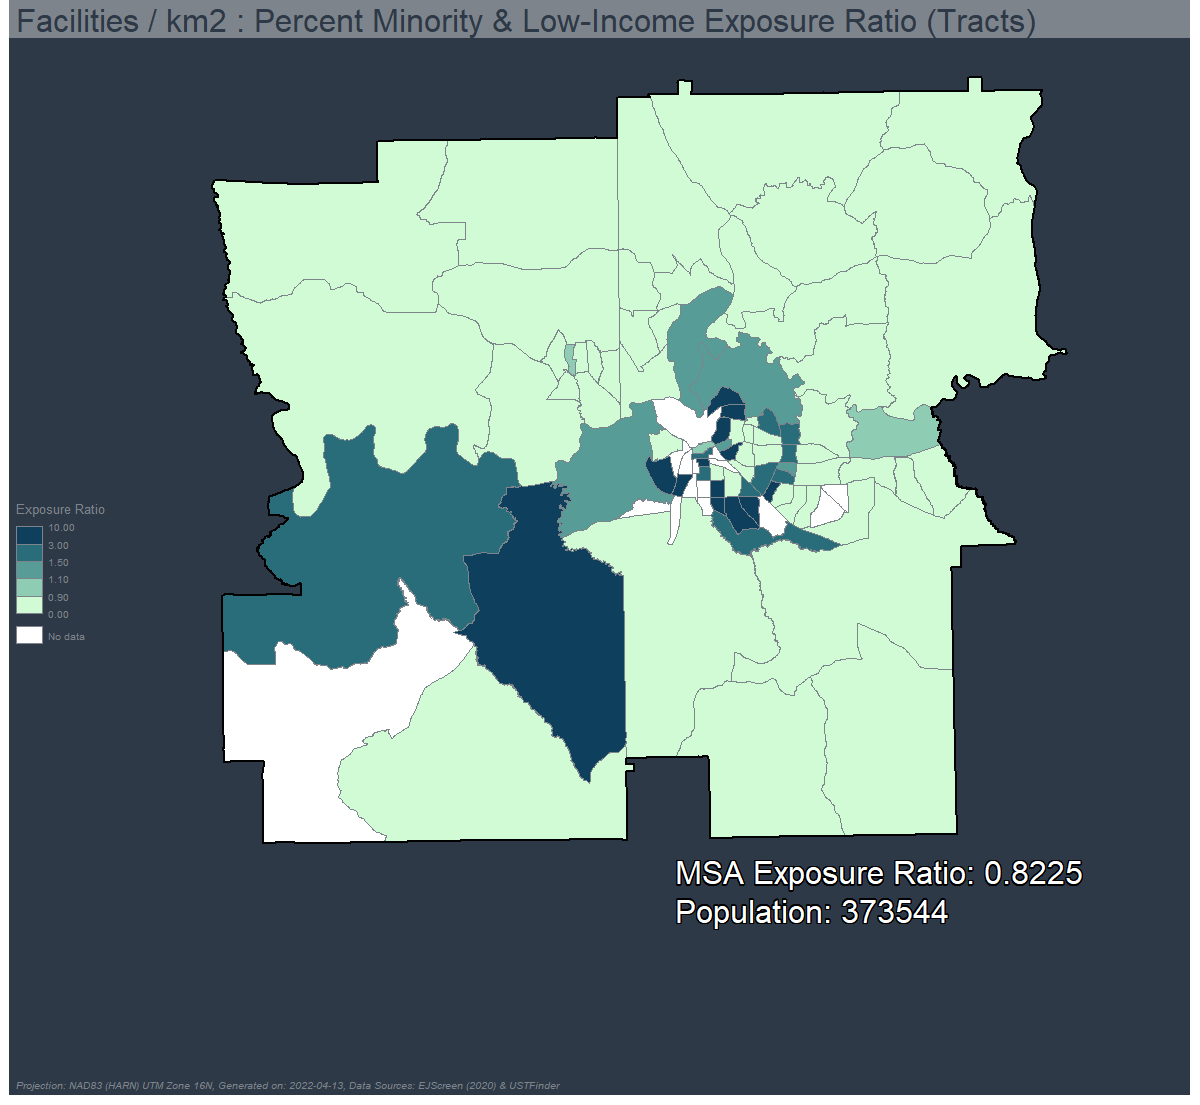 Facilities / km2 : Percent Minority & Low-Income Exposure Ratio (Tracts)
Exposure Ratio
10.00
3.00
1.50
1.10
0.90
0.00
No data
MSA Exposure Ratio: 0.8225
Population: 373544
Projection: NAD83 (HARN) UTM Zone 16N, Generated on: 2022-04-13, Data Sources: EJScreen (2020) & USTFinder